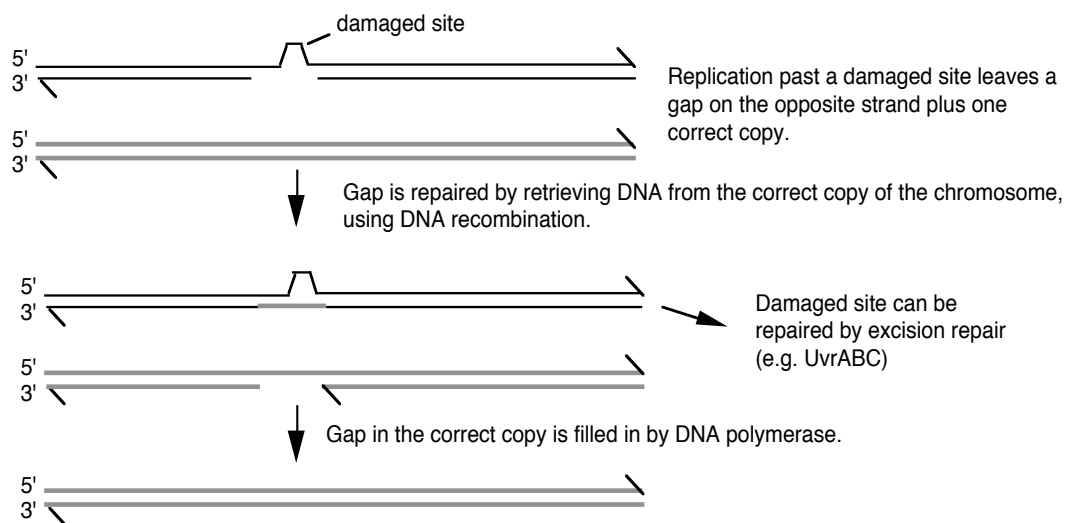 damaged site
5'
3'
Replication past a damaged site leaves a
gap on the opposite strand plus one
correct copy.
5'
3'
Gap is repaired by retrieving DNA from the correct copy of the chromosome,
using DNA recombination.
5'
3'
Damaged site can be
repaired by excision repair
(e.g. UvrABC)
5'
3'
Gap in the correct copy is filled in by DNA polymerase.
5'
3'